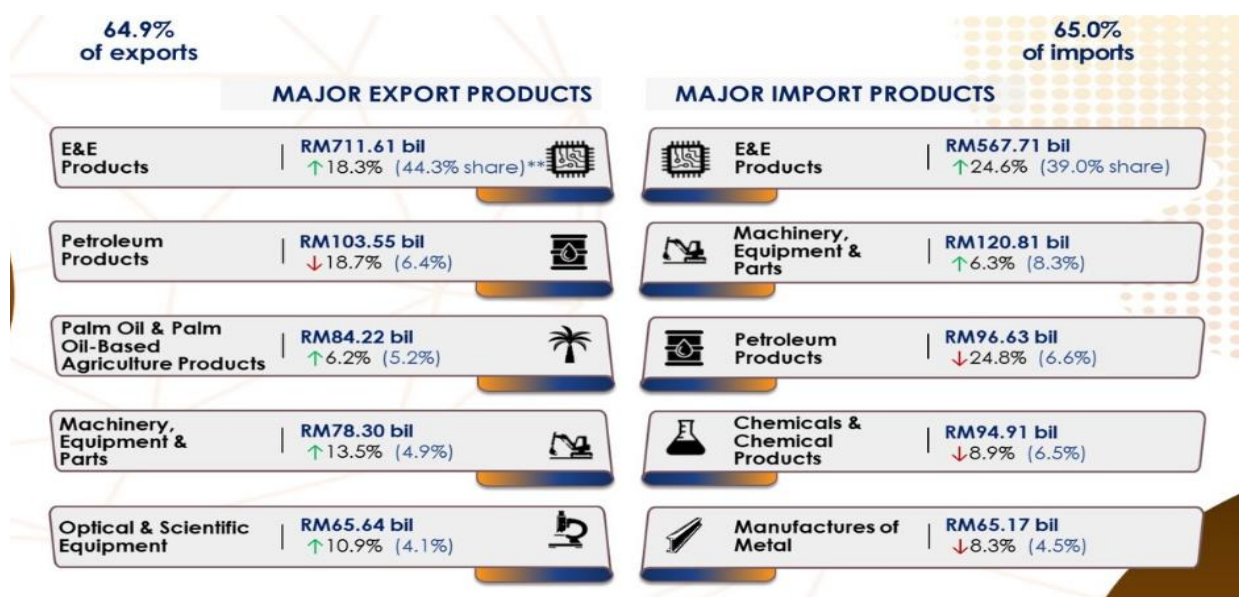 64.9%
of exports
65.0%
of imports
MAJOR EXPORT PRODUCTS
E&E
Products
RM711.61 bil
↑18.3% (44.3% share)**
Petroleum
Products
RM103.55 bil
↓18.7% (6.4%)
Palm Oil & Palm
Oil-Based
Agriculture Products
RM84.22 bil
↑6.2% (5.2%)
Machinery,
Equipment &
Parts
RM78.30 bil
↑13.5% (4.9%)
Optical & Scientific
Equipment
RM65.64 bil
↑10.9% (4.1%)
MAJOR IMPORT PRODUCTS
E&E
Products
RM567.71 bil
↑24.6% (39.0% share)
Machinery,
Equipment &
Parts
RM120.81 bil
↑6.3% (8.3%)
Petroleum
Products
RM96.63 bil
↓24.8% (6.6%)
Chemicals &
Chemical
Products
RM94.91 bil
↓8.9% (6.5%)
Manufactures of
Metal
RM65.17 bil
↓8.3% (4.5%)